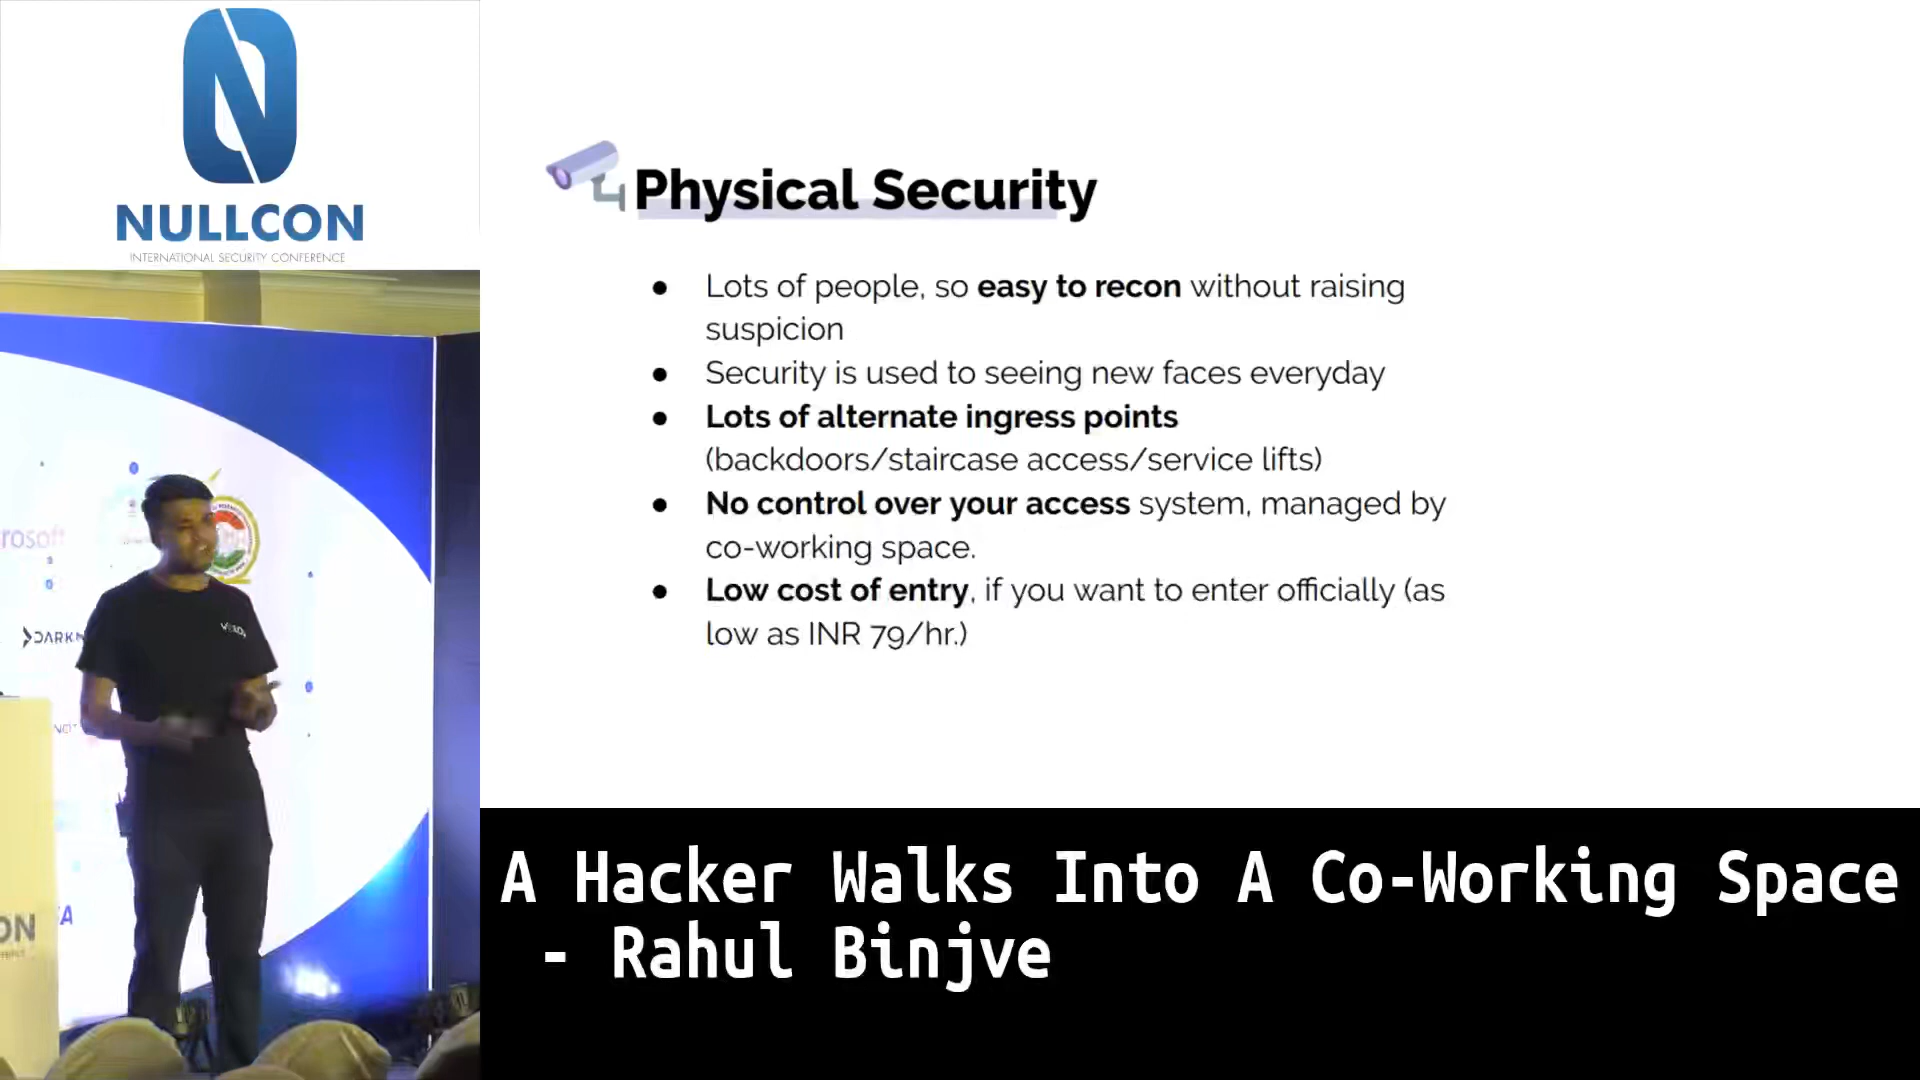 NULLCON
INTERNATIONAL SECURITY CONFERENCE
Physical Security
● Lots of people, so easy to recon without raising
suspicion
● Security is used to seeing new faces everyday
● Lots of alternate ingress points
(backdoors/staircase access/service lifts)
● No control over your access system, managed by
co-working space.
● Low cost of entry, if you want to enter officially (as
low as INR 79/hr.)
rosoft
DARK
ON
A Hacker Walks Into A Co-Working Space
- Rahul Binjve